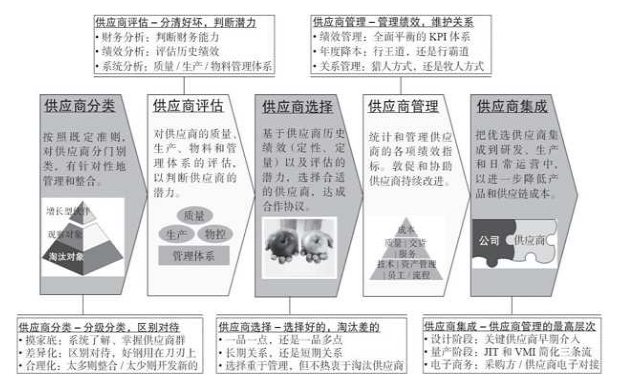 供应商评估–分清好坏，判断潜力
• 财务分析：判断财务能力
• 绩效分析：评估历史绩效
• 系统分析：质量/生产/物料管理体系
供应商管理–管理绩效，维护关系
• 绩效管理：全面平衡的KPI体系
• 年度降本：行王道，还是行霸道
• 关系管理：猎人方式，还是牧人方式
供应商分类
按照既定准则，
对供应商分门别
类，有针对性地
管理和整合。
增长型伙伴
观察对象
淘汰对象
供应商评估
对供应商的质量、
生产、物料和管
理体系的评估，
以判断供应商的
潜力。
质量
生产
物控
管理体系
供应商选择
基于供应商历史
绩效（定性、定
量）以及评估的
潜力，选择合适
的供应商，达成
合作协议。
供应商管理
统计和管理供应
商的各项绩效指
标。敦促和协助
供应商持续改进。
成本
质量|交货
|服务
技术|资产管理
|员工/流程
供应商集成
把优选供应商集
成到研发、生产
和日常运营中，
以进一步降低产
品和供应链成本。
公司
供应商
供应商分类–分级分类，区别对待
• 摸家底：系统了解、掌握供应商群
• 差异化：区别对待，好钢用在刀刃上
• 合理化：太多则整合/太少则开发新的
供应商选择–选择好的，淘汰差的
• 一品一点，还是一品多点
• 长期关系，还是短期关系
• 选择重于管理，但不热衷于淘汰供应商
供应商集成–供应商管理的最高层次
• 设计阶段：关键供应商早期介入
• 量产阶段：JIT和VMI简化三条流
• 电子商务：采购方/供应商电子对接